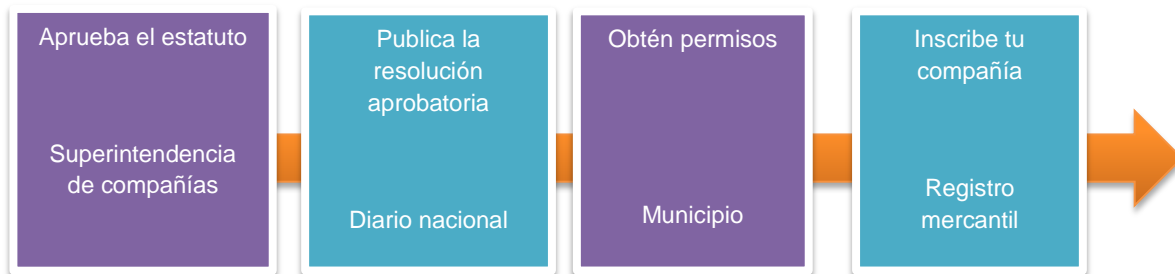 Aprueba el estatuto
Superintendencia
de compañías
Publica la
resolución
aprobatoria
Diario nacional
Obtén permisos
Municipio
Inscribe tu
compañía
Registro
mercantil